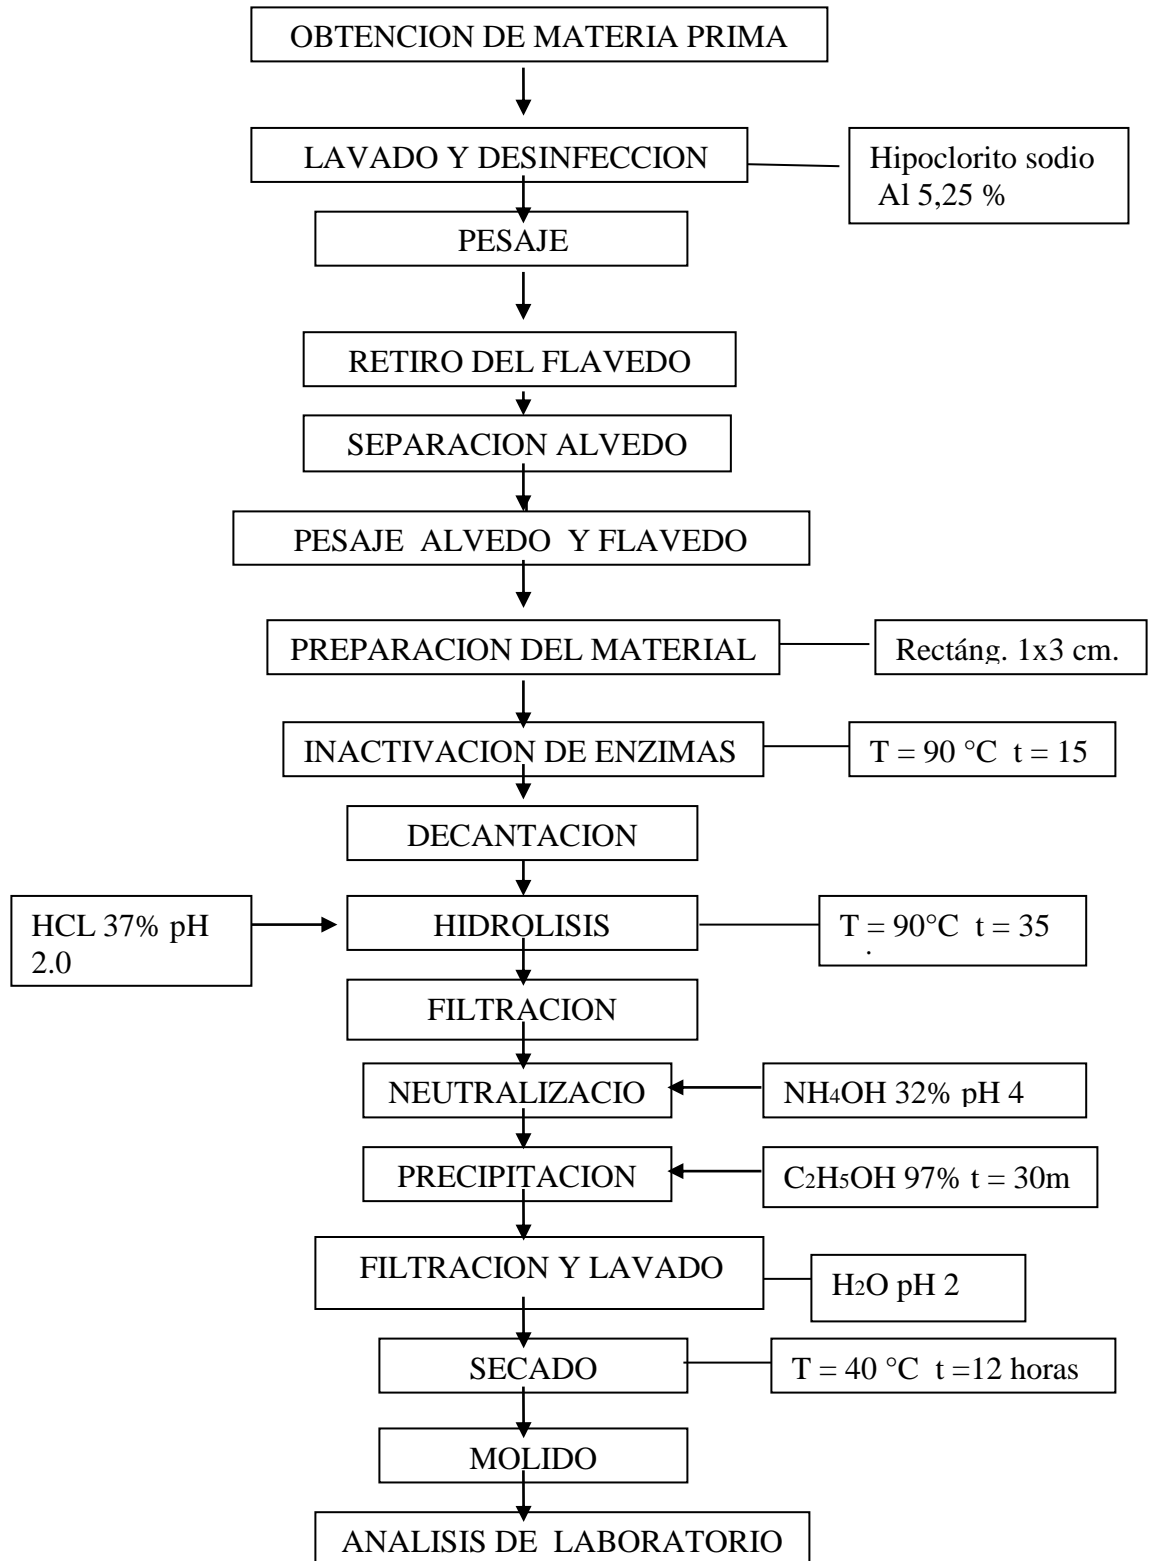 OBTENCION DE MATERIA PRIMA
LAVADO Y DESINFECCION
Hipoclorito sodio
Al 5,25 %
PESAJE
RETIRO DEL FLAVEDO
SEPARACION ALVEDO
PESAJE ALVEDO Y FLAVEDO
PREPARACION DEL MATERIAL
Rectáng. 1x3 cm.
INACTIVACION DE ENZIMAS
T = 90 °C t = 15
DECANTACION
HCL 37% pH
2.0
HIDROLISIS
T = 90°C t = 35
FILTRACION
NEUTRALIZACIO
NH4OH 32% pH 4
PRECIPITACION
C2H5OH 97% t = 30m
FILTRACION Y LAVADO
H2O pH 2
SECADO
T = 40 °C t =12 horas
MOLIDO
ANALISIS DE LABORATORIO